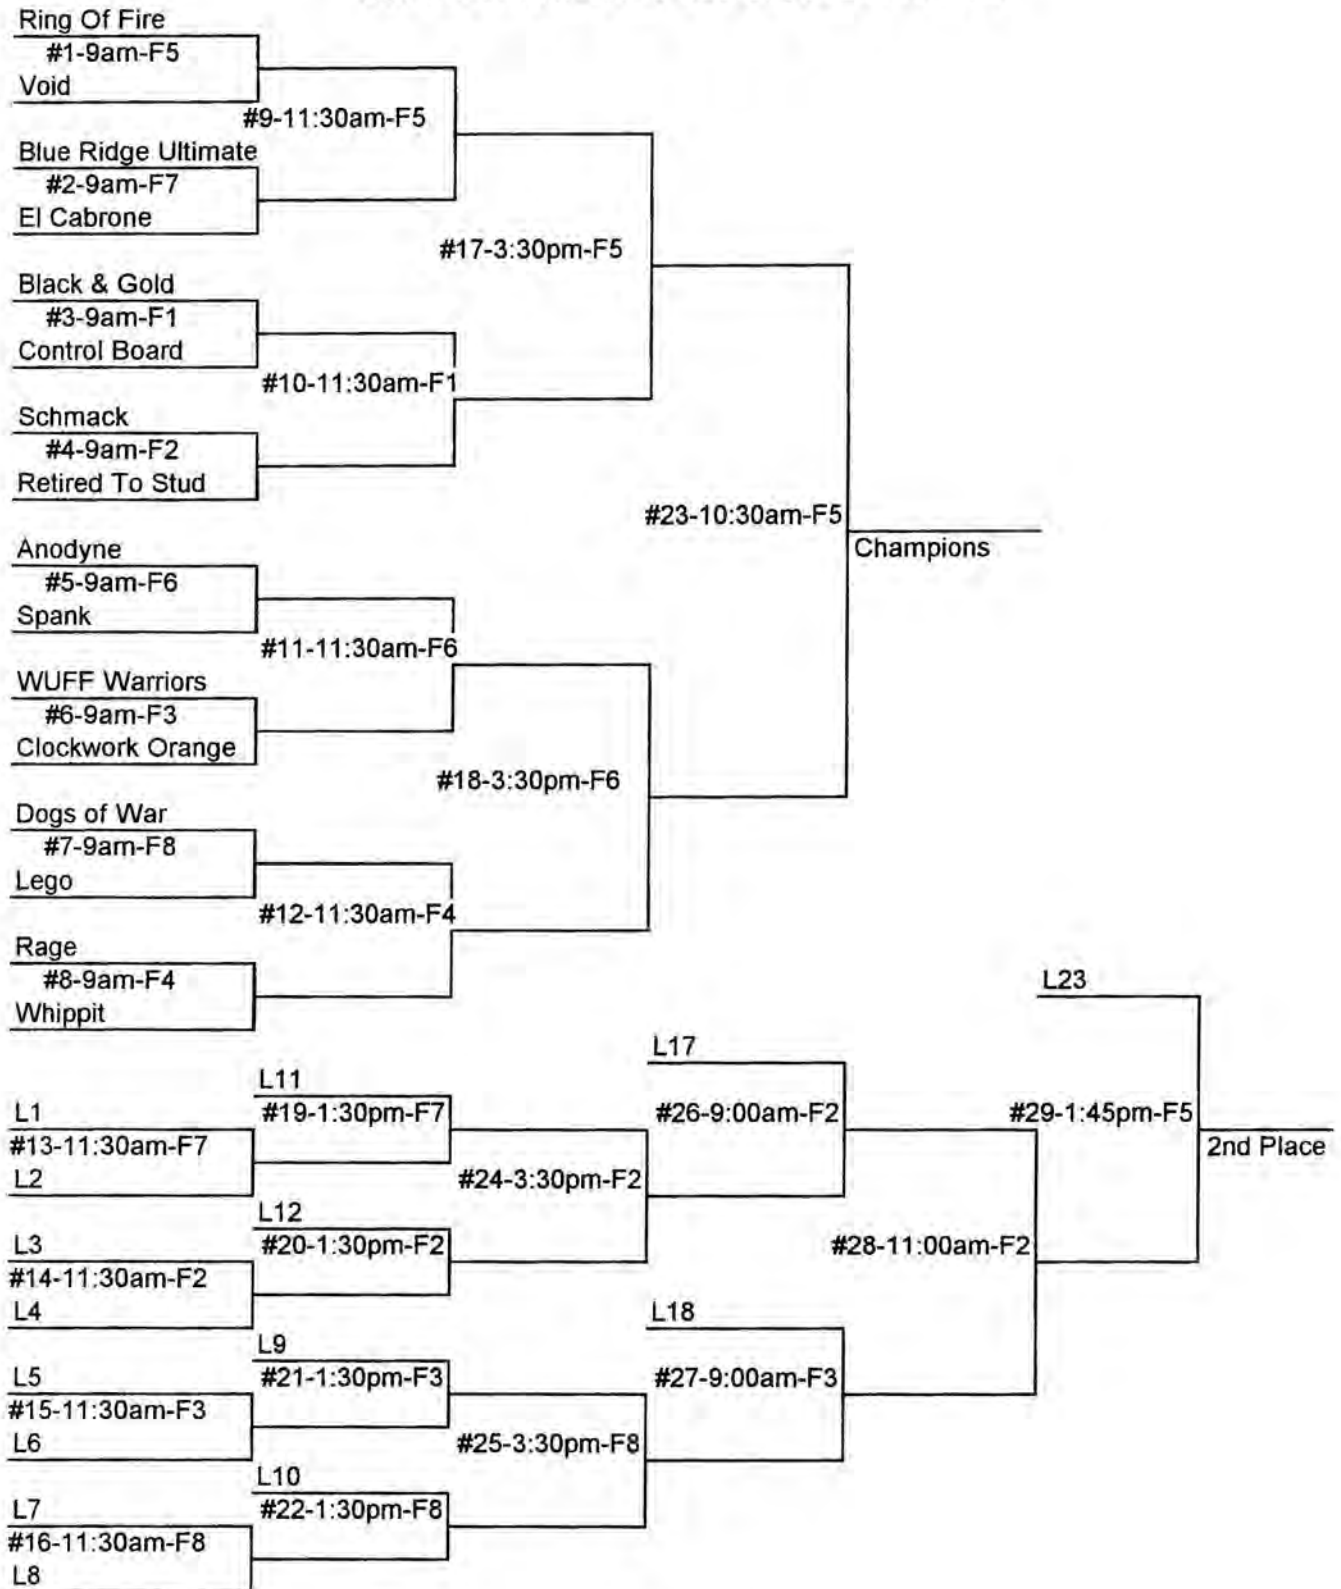 Ring Of Fire
#1-9am-F5
Void
#9-11:30am-F5
Blue Ridge Ultimate
#2-9am-F7
El Cabrone
#17-3:30pm-F5
Black & Gold
#3-9am-F1
Control Board
#10-11:30am-F1
Schmack
#4-9am-F2
Retired To Stud
#23-10:30am-F5
Champions
Anodyne
#5-9am-F6
Spank
#11-11:30am-F6
WUFF Warriors
#6-9am-F3
Clockwork Orange
#18-3:30pm-F6
Dogs of War
#7-9am-F8
Lego
#12-11:30am-F4
Rage
#8-9am-F4
Whippit
L23
L17
L11
L1
#19-1:30pm-F7
#26-9:00am-F2
#29-1:45pm-F5
#13-11:30am-F7
2nd Place
L2
#24-3:30pm-F2
L12
L3
#20-1:30pm-F2
#28-11:00am-F2
#14-11:30am-F2
L4
L18
L9
L5
#21-1:30pm-F3
#27-9:00am-F3
#15-11:30am-F3
L6
#25-3:30pm-F8
L10
L7
#22-1:30pm-F8
#16-11:30am-F8
L8